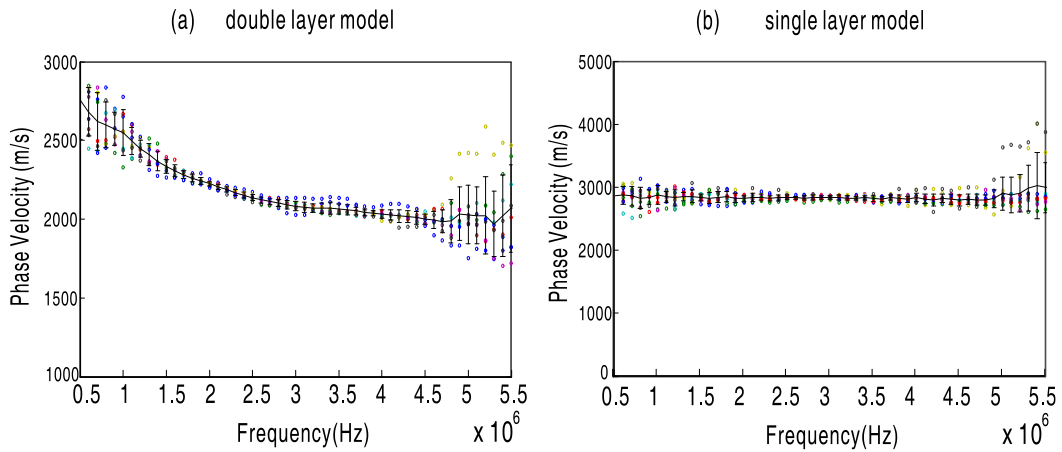 (a) double layer model
3000
2500
2000
1500
1000
Phase Velocity (m/s)
0.5 1 1.5 2 2.5 3 3.5 4 4.5 5 5.5
Frequency(Hz)
x 10^6
(b) single layer model
5000
4000
3000
2000
1000
0
Phase Velocity (m/s)
0.5 1 1.5 2 2.5 3 3.5 4 4.5 5 5.5
Frequency(Hz)
x 10^6